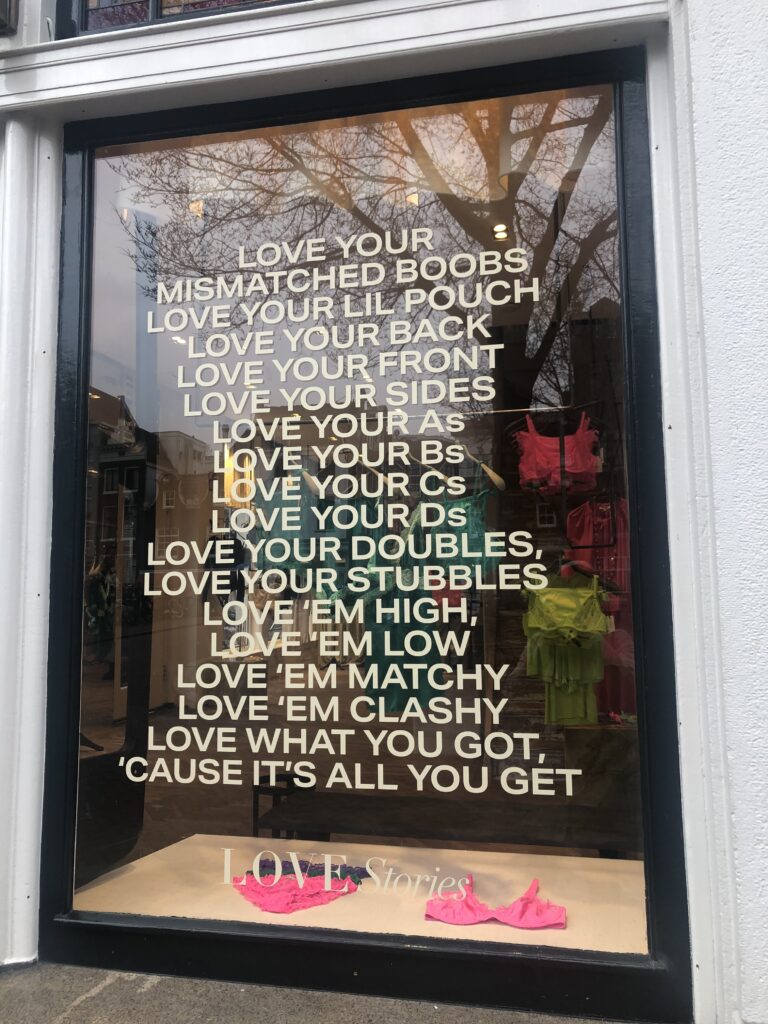 LOVE YOUR
MISMATCHED BOOBS
LOVE YOUR LIL POUCH
LOVE YOUR BACK
LOVE YOUR FRONT
LOVE YOUR SIDES
LOVE YOUR As
LOVE YOUR Bs
LOVE YOUR Cs
LOVE YOUR Ds
LOVE YOUR DOUBLES,
LOVE YOUR STUBBLES
LOVE ‘EM HIGH,
LOVE ‘EM LOW
LOVE ‘EM MATCHY
LOVE ‘EM CLASHY
LOVE WHAT YOU GOT,
‘CAUSE IT’S ALL YOU GET
LOVE Stories